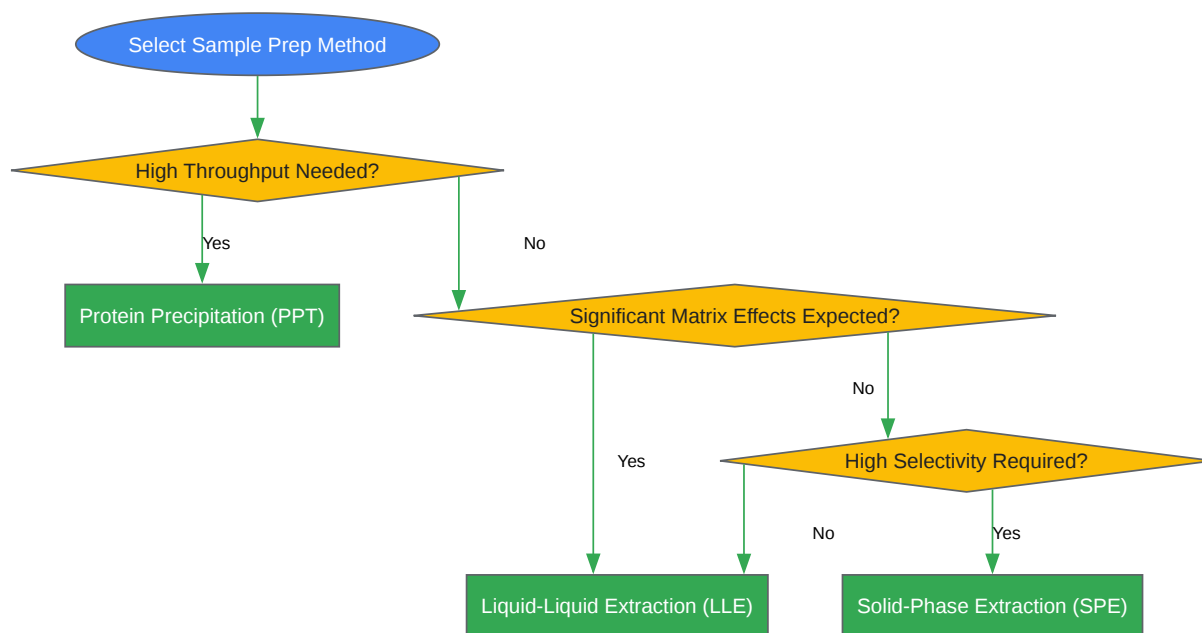 Select Sample Prep Method
High Throughput Needed?
Yes
No
Protein Precipitation (PPT)
Significant Matrix Effects Expected?
No
Yes
High Selectivity Required?
No
Yes
Liquid-Liquid Extraction (LLE)
Solid-Phase Extraction (SPE)